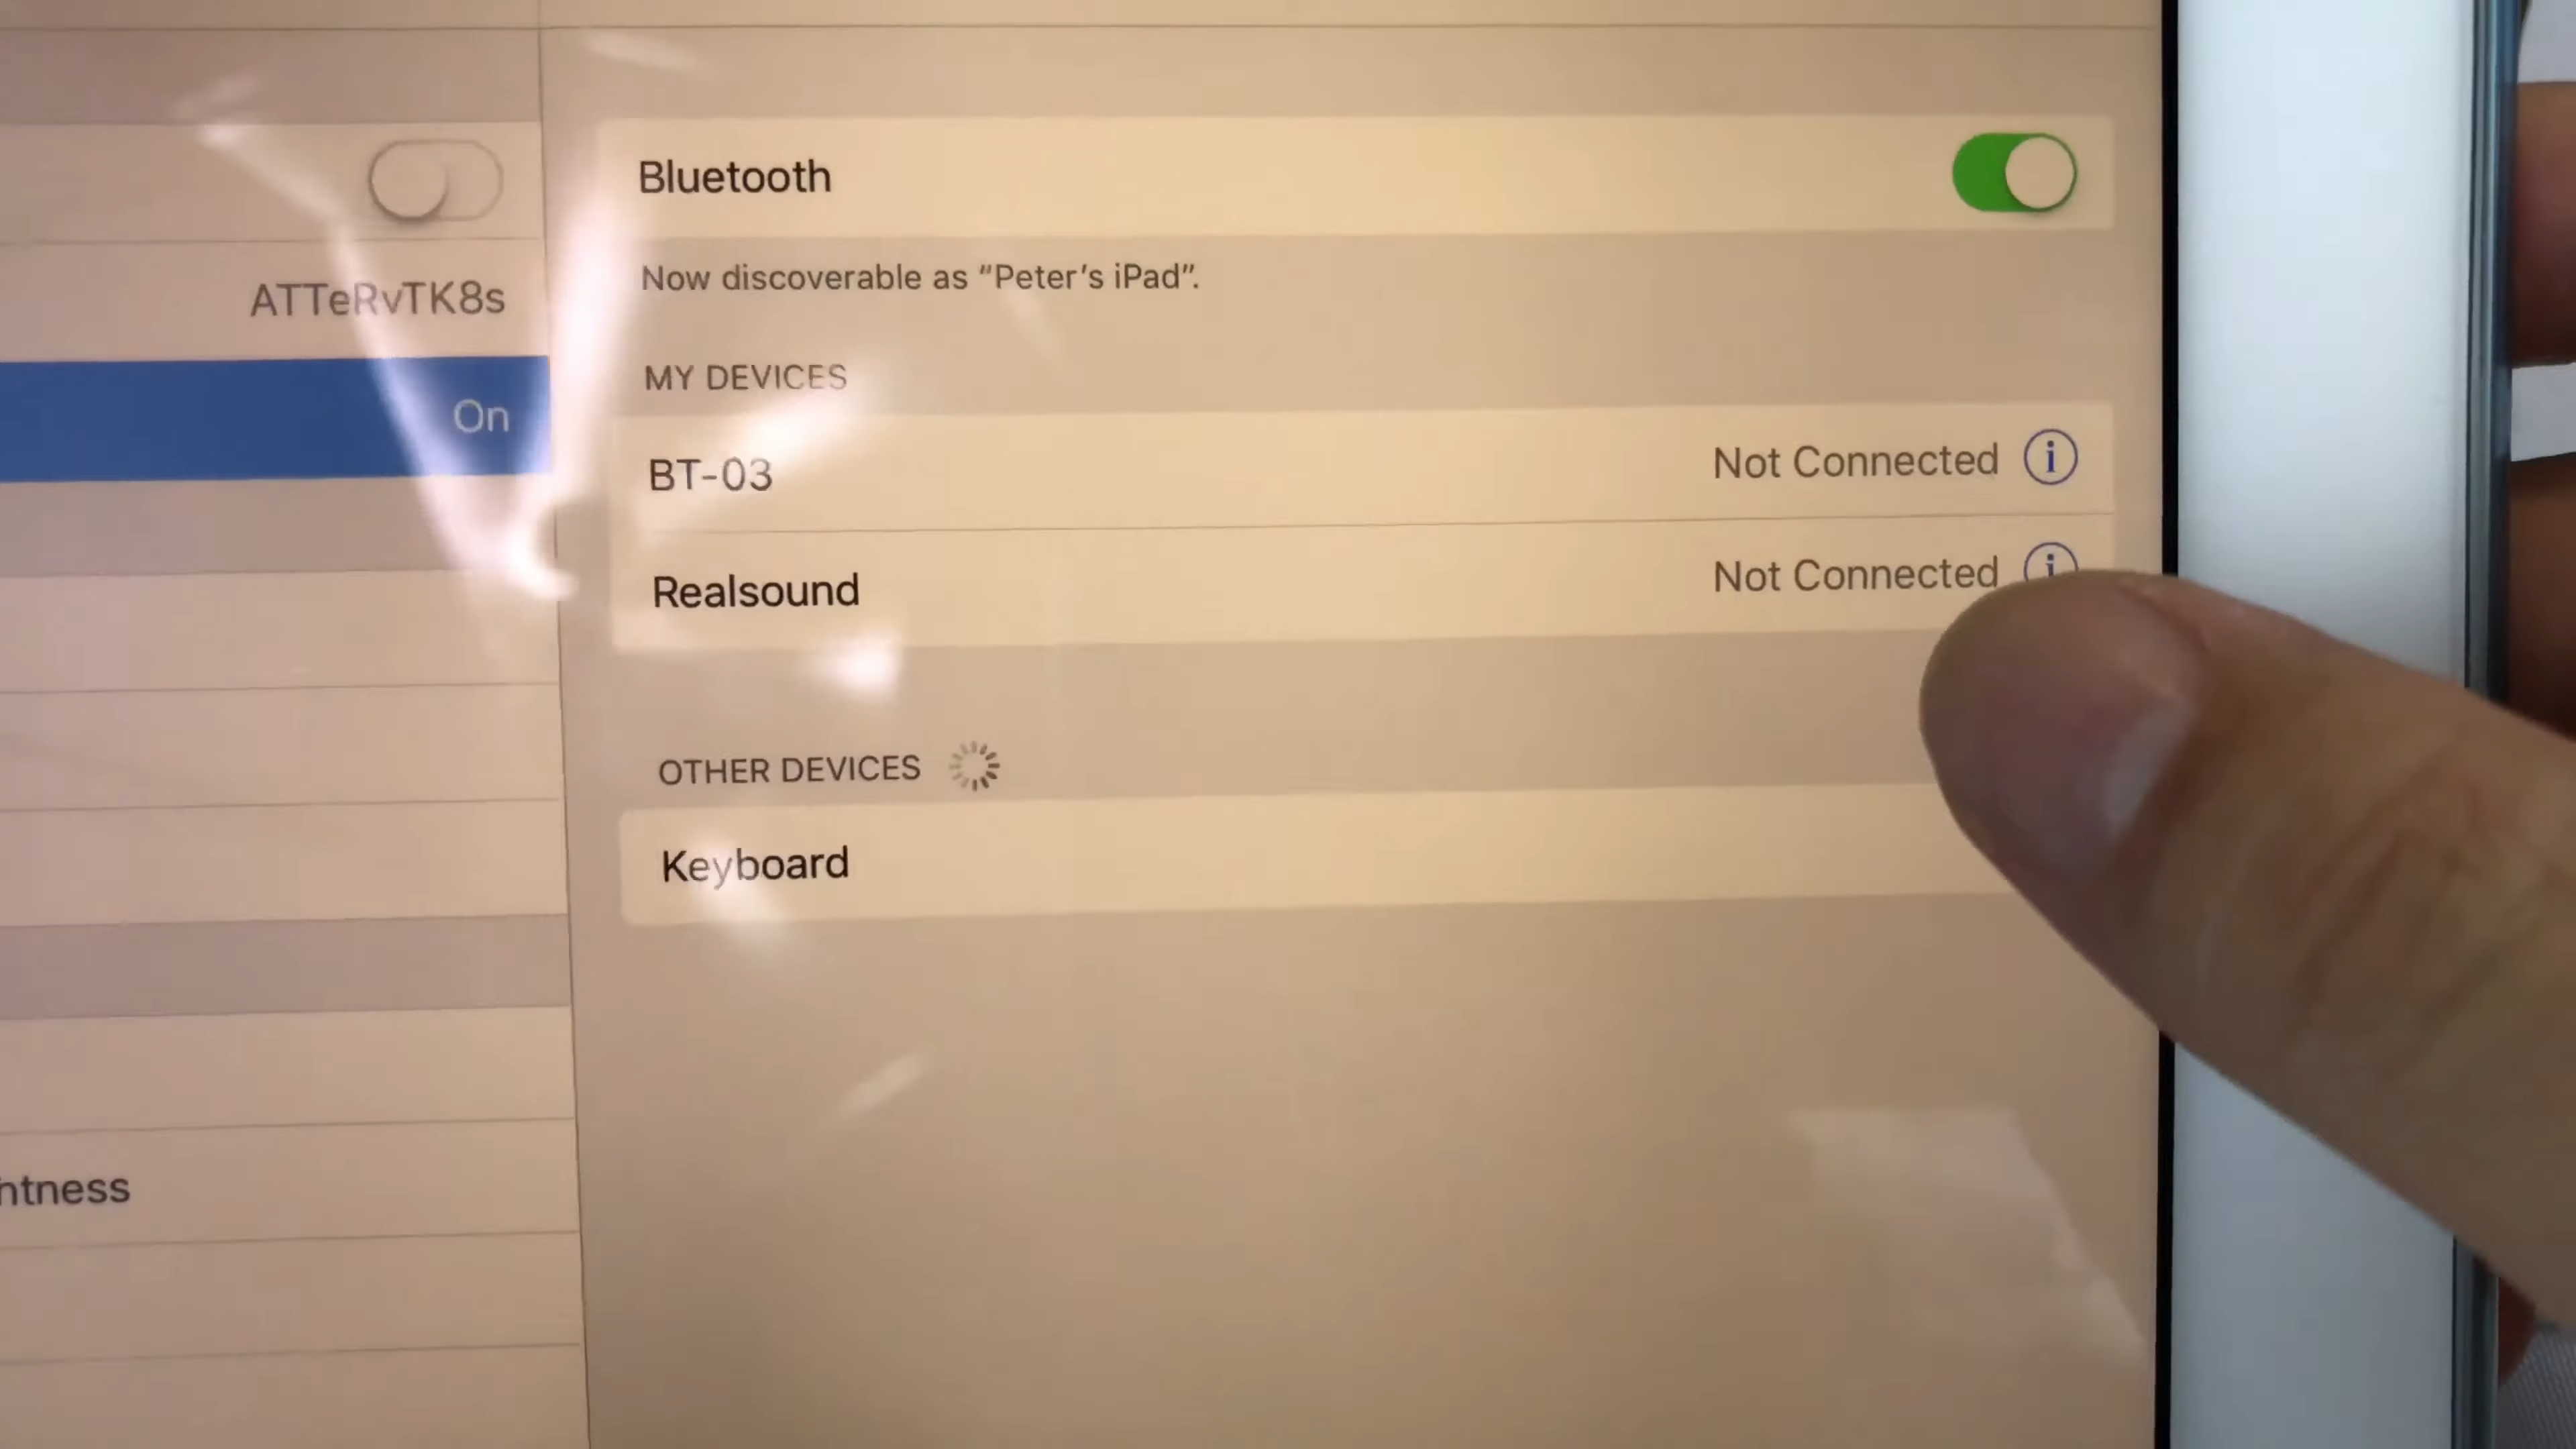 ATTeRvTK8s
On
htness
Bluetooth
Now discoverable as “Peter’s iPad”.
MY DEVICES
BT-03 Not Connected
Realsound Not Connected
OTHER DEVICES
Keyboard